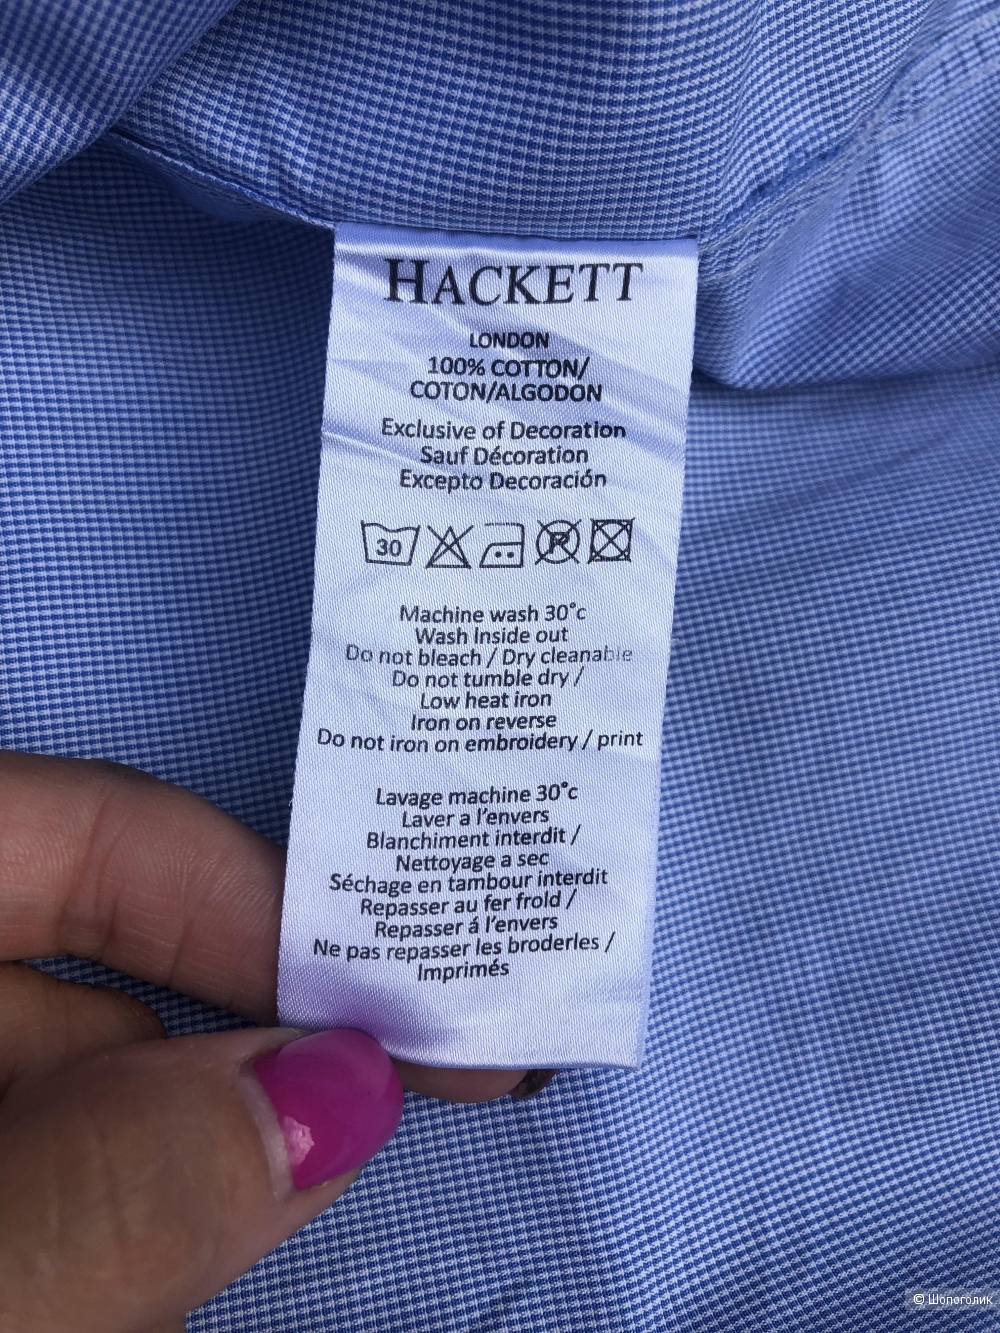 HACKETT
LONDON
100% COTTON/
COTON/ALGODON
Exclusive of Decoration
Sauf Décoration
Excepto Decoración
30 P
Machine wash 30°c
Wash Inside out
Do not bleach / Dry cleanable
Do not tumble dry /
Low heat iron
Iron on reverse
Do not iron on embroidery / print
Lavage machine 30°c
Laver a l'envers
Blanchiment interdit /
Nettoyage a sec
Séchage en tambour interdit
Repasser au fer frold /
Repasser á l'envers
Ne pas repasser les broderles /
Imprimés
© Шопоголик